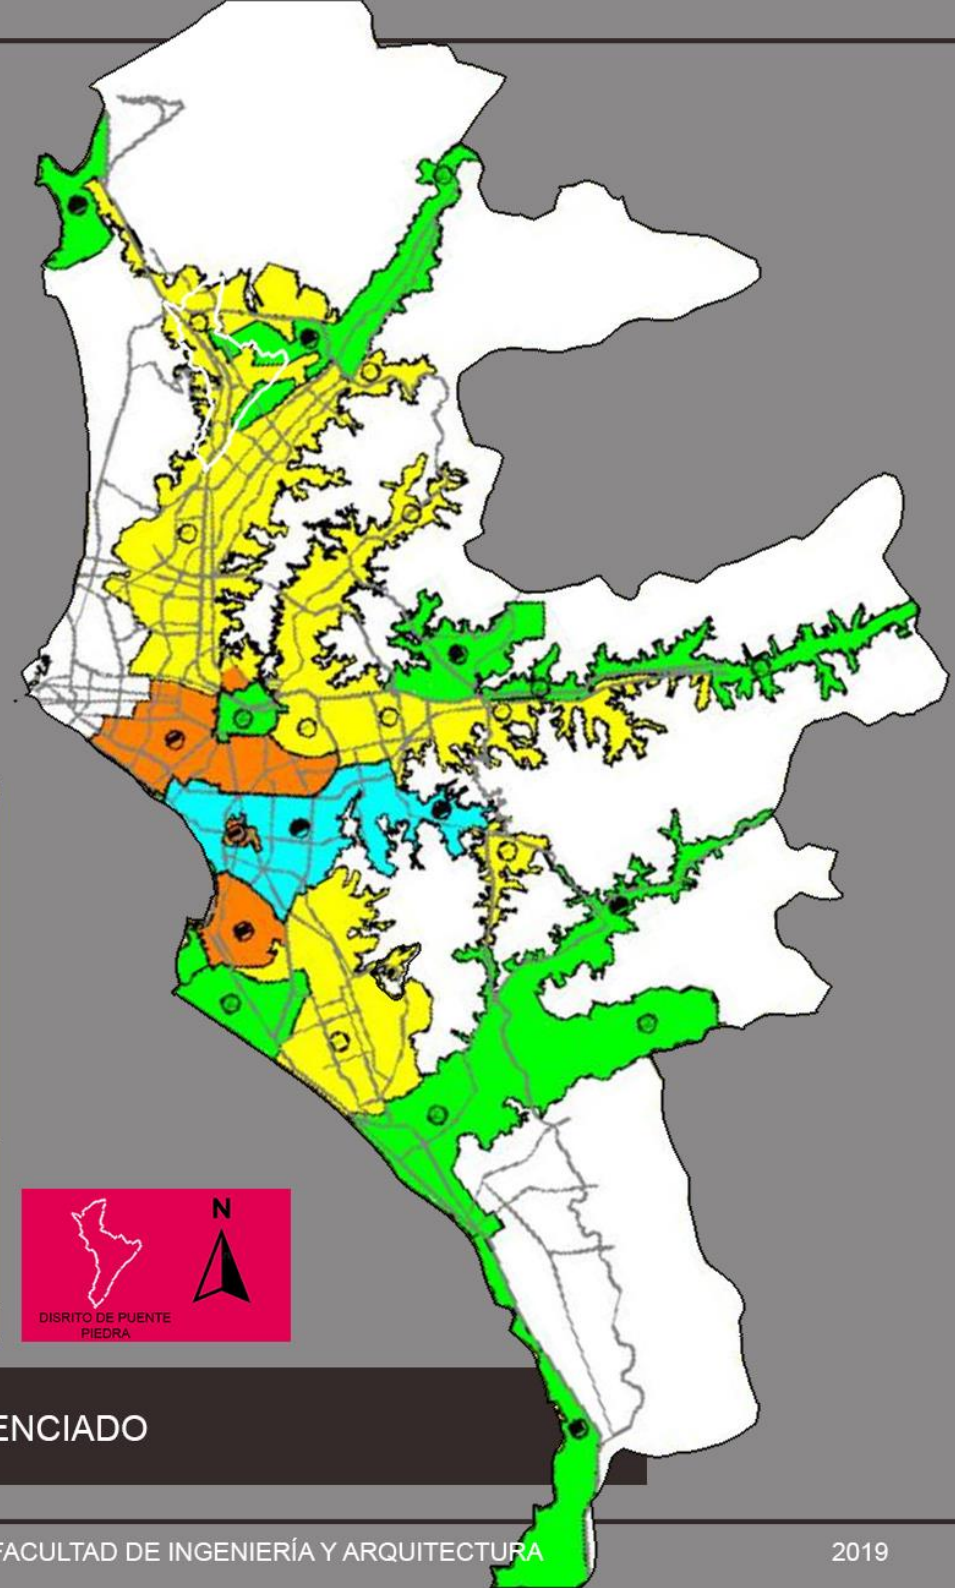 N
DISRITO DE PUENTE
PIEDRA
ENCIADO
FACULTAD DE INGENIERÍA Y ARQUITECTURA
2019